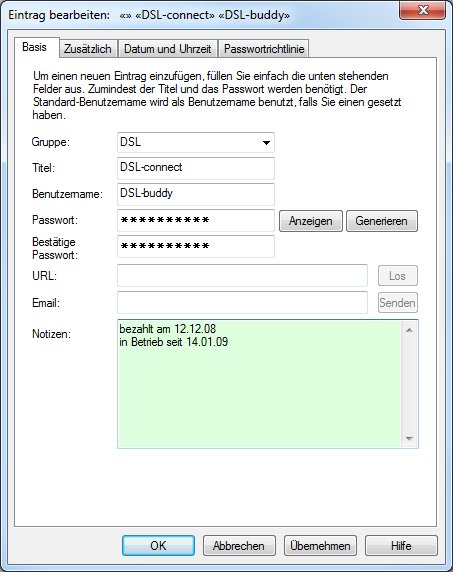 Eintrag bearbeiten: «» «DSL-connect» «DSL-buddy»
Basis Zusätzlich Datum und Uhrzeit Passwortrichtlinie
Um einen neuen Eintrag einzufügen, füllen Sie einfach die unten stehenden
Felder aus. Zumindest der Titel und das Passwort werden benötigt. Der
Standard-Benutzername wird als Benutzername benutzt, falls Sie einen gesetzt
haben.
Gruppe: DSL
Titel: DSL-connect
Benutzername: DSL-buddy
Passwort: ********** Anzeigen Generieren
Bestätige
Passwort: **********
URL: Los
Email: Senden
Notizen: bezahlt am 12.12.08
in Betrieb seit 14.01.09
OK Abbrechen Übernehmen Hilfe